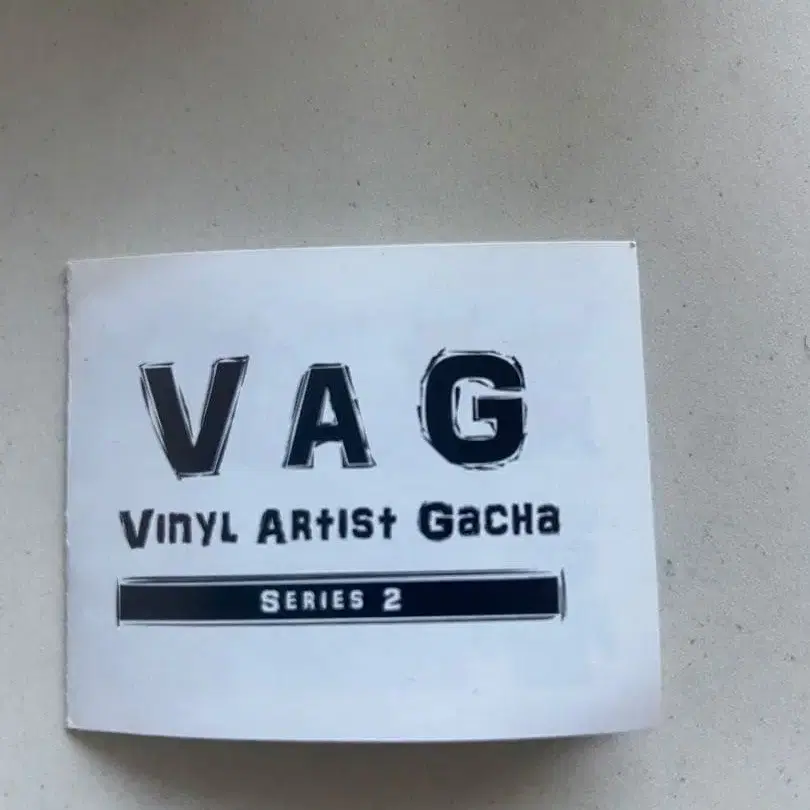 VAG
Vinyl Artist Gacha
Series 2